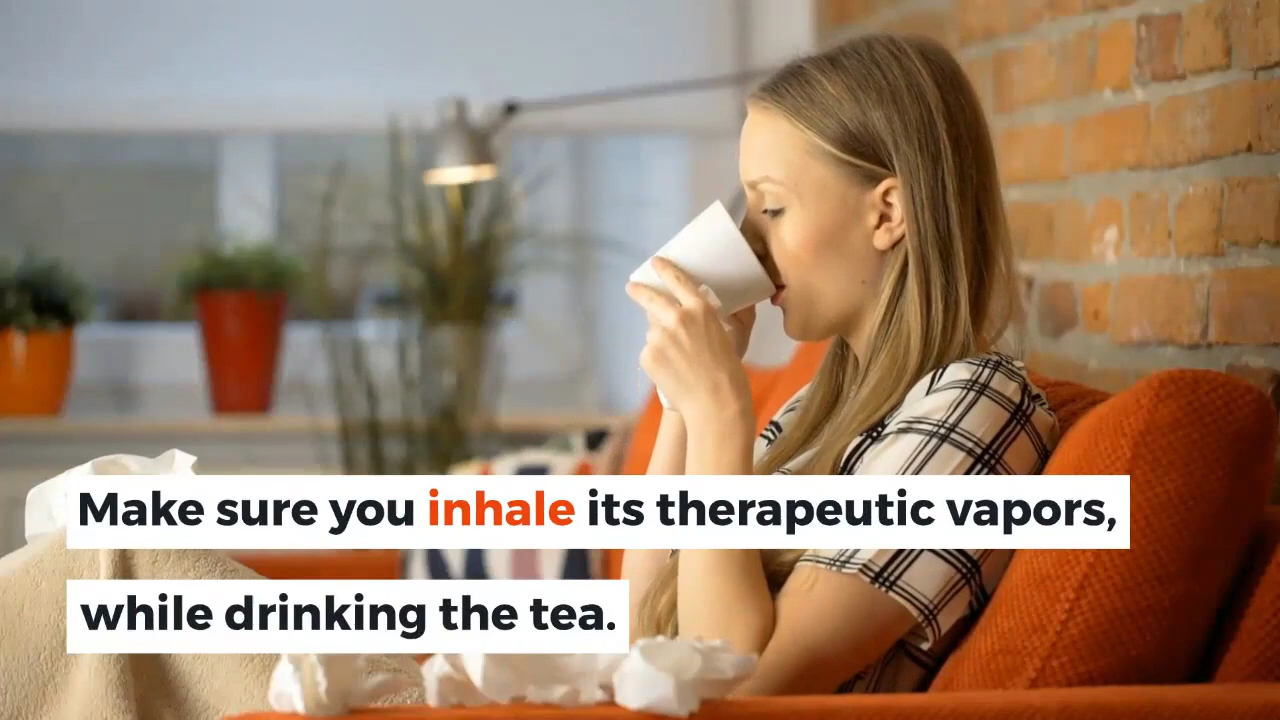 Make sure you inhale its therapeutic vapors,
while drinking the tea.